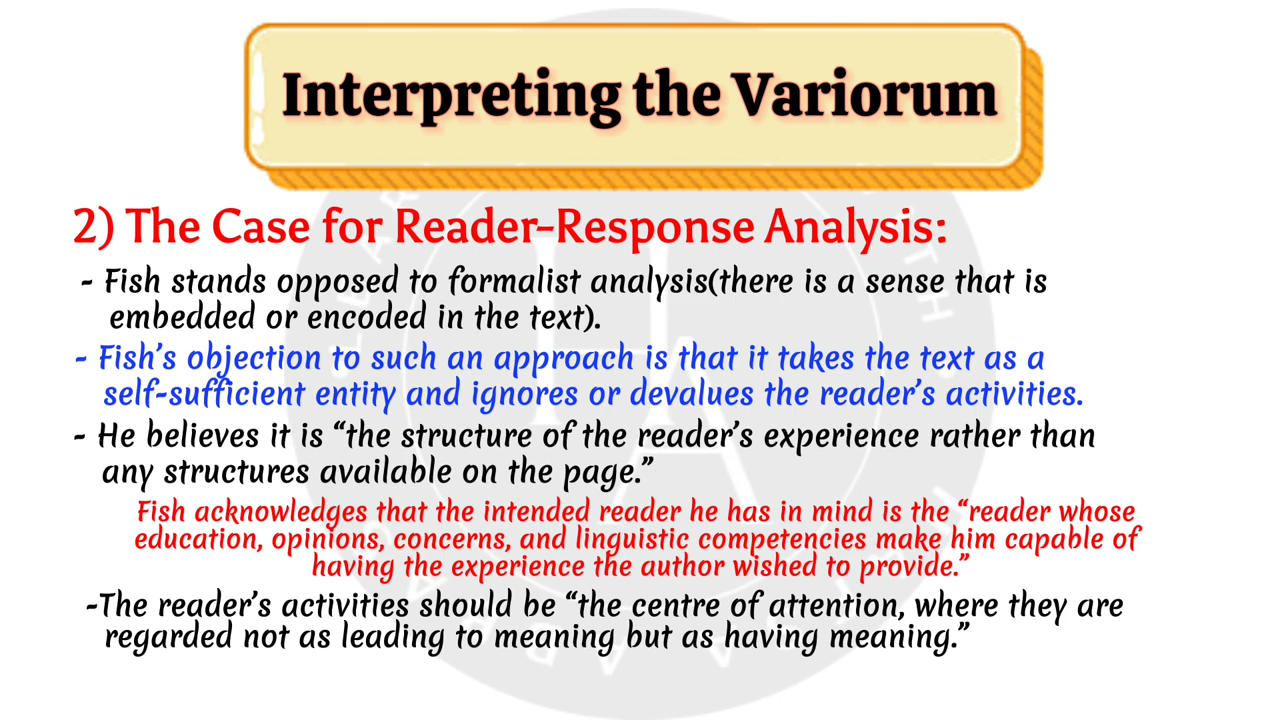 Interpreting the Variorum
2) The Case for Reader-Response Analysis:
- Fish stands opposed to formalist analysis(there is a sense that is
embedded or encoded in the text).
- Fish's objection to such an approach is that it takes the text as a
self-sufficient entity and ignores or devalues the reader's activities.
- He believes it is “the structure of the reader's experience rather than
any structures available on the page.”
Fish acknowledges that the intended reader he has in mind is the “reader whose
education, opinions, concerns, and linguistic competencies make him capable of
having the experience the author wished to provide.”
-The reader's activities should be “the centre of attention, where they are
regarded not as leading to meaning but as having meaning.”